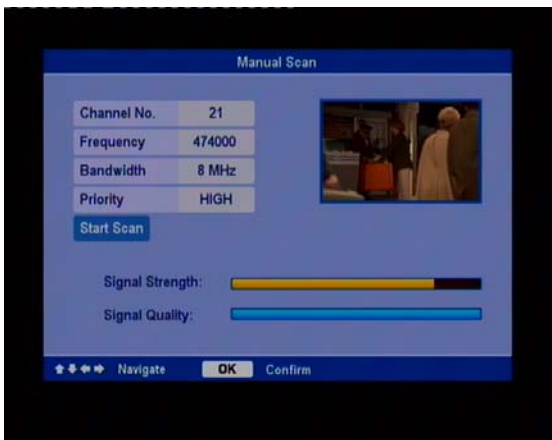 Manual Scan
Channel No. 21
Frequency 474000
Bandwidth 8 MHz
Priority HIGH
Start Scan
Signal Strength:
Signal Quality:
Navigate OK Confirm